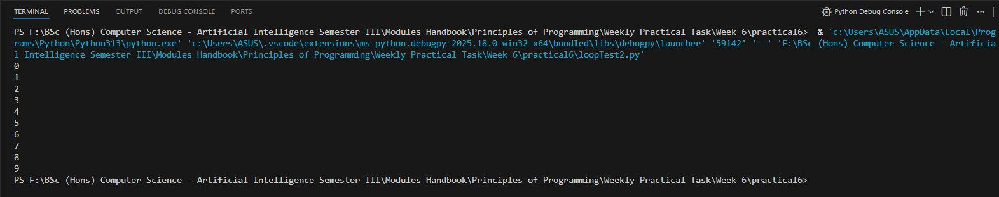 TERMINAL PROBLEMS OUTPUT DEBUG CONSOLE PORTS Python Debug Console
PS F:\BSc (Hons) Computer Science - Artificial Intelligence Semester III\Modules Handbook\Principles of Programming\Weekly Practical Task\Week 6\practical6>  & 'c:\Users\ASUS\AppData\Local\Prog
rams\Python\Python313\python.exe' 'c:\Users\ASUS\.vscode\extensions\ms-python.debugpy-2025.18.0-win32-x64\bundled\libs\debugpy\launcher' '59142' '--' 'F:\BSc (Hons) Computer Science - Artificia
l Intelligence Semester III\Modules Handbook\Principles of Programming\Weekly Practical Task\Week 6\practical6\loopTest2.py'
0
1
2
3
4
5
6
7
8
9
PS F:\BSc (Hons) Computer Science - Artificial Intelligence Semester III\Modules Handbook\Principles of Programming\Weekly Practical Task\Week 6\practical6>